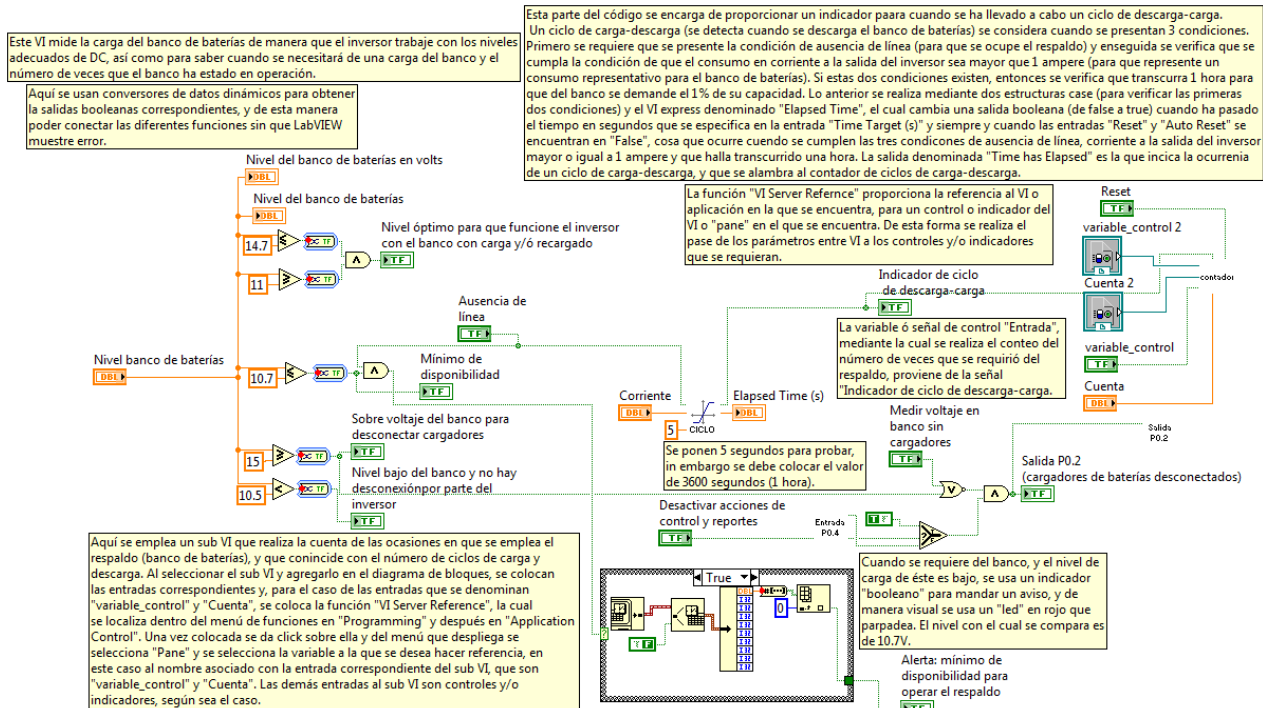 Este VI mide la carga del banco de baterías de manera que el inversor trabaje con los niveles
adecuados de DC, así como para saber cuando se necesitará de una carga del banco y el
número de veces que el banco ha estado en operación.
Esta parte del código se encarga de proporcionar un indicador paara cuando se ha llevado a cabo un ciclo de descarga-carga.
Un ciclo de carga-descarga (se detecta cuando se descarga el banco de baterías) se considera cuando se presentan 3 condiciones.
Primero se requiere que se presente la condición de ausencia de línea (para que se ocupe el respaldo) y enseguida se verifica que se
cumpla la condición de que el consumo en corriente a la salida del inversor sea mayor que 1 ampere (para que represente un
consumo representativo para el banco de baterías). Si estas dos condiciones existen, entonces se verifica que transcurra 1 hora para
que del banco se demande el 1% de su capacidad. Lo anterior se realiza mediante dos estructuras case (para verificar las primeras
dos condiciones) y el VI express denominado "Elapsed Time", el cual cambia una salida booleana (de false a true) cuando ha pasado
el tiempo en segundos que se especifica en la entrada "Time Target (s)" y siempre y cuando las entradas "Reset" y "Auto Reset" se
encuentran en "False", cosa que ocurre cuendo se cumplen las tres condicones de ausencia de línea, corriente a la salida del inversor
mayor o igual a 1 ampere y que halla transcurrido una hora. La salida denominada "Time has Elapsed" es la que incica la ocurrenia
de un ciclo de carga-descarga, y que se alambra al contador de ciclos de carga-descarga.
Aquí se usan conversores de datos dinámicos para obtener
la salidas booleanas correspondientes, y de esta manera
poder conectar las diferentes funciones sin que LabVIEW
muestre error.
Nivel del banco de baterías en volts
DBL
Nivel del banco de baterías
DBL
14.7
TF
11
TF
Nivel óptimo para que funcione el inversor
con el banco con carga y/ó recargado
TF
La función "VI Server Refernce" proporciona la referencia al VI o
aplicación en la que se encuentra, para un control o indicador del
VI o "pane" en el que se encuentra. De esta forma se realiza el
pase de los parámetros entre VI a los controles y/o indicadores
que se requieran.
Reset
TF
variable_control 2
Cuenta 2
contador
variable_control
TF
Cuenta
DBL
Indicador de ciclo
de descarga-carga
TF
La variable ó señal de control "Entrada",
mediante la cual se realiza el conteo del
número de veces que se requirió del
respaldo, proviene de la señal
"Indicador de ciclo de descarga-carga.
Ausencia de
línea
TF
Nivel banco de baterías
DBL
10.7
TF
Mínimo de
disponibilidad
TF
Corriente
DBL
5
CICLO
Elapsed Time (s)
DBL
Se ponen 5 segundos para probar,
in embargo se debe colocar el valor
de 3600 segundos (1 hora).
Sobre voltaje del banco para
desconectar cargadores
15
TF
TF
Nivel bajo del banco y no hay
desconexiónpor parte del
inversor
10.5
TF
TF
Medir voltaje en
banco sin
cargadores
TF
Salida
P0.2
Salida P0.2
(cargadores de baterías desconectados)
TF
Desactivar acciones de
control y reportes
TF
Entrada
P0.4
T
Aquí se emplea un sub VI que realiza la cuenta de las ocasiones en que se emplea el
respaldo (banco de baterías), y que conincide con el número de ciclos de carga y
descarga. Al seleccionar el sub VI y agregarlo en el diagrama de bloques, se colocan
las entradas correspondientes y, para el caso de las entradas que se denominan
"variable_control" y "Cuenta", se coloca la función "VI Server Reference", la cual
se localiza dentro del menú de funciones en "Programming" y después en "Application
Control". Una vez colocada se da click sobre ella y del menú que despliega se
selecciona "Pane" y se selecciona la variable a la que se desea hacer referencia, en
este caso al nombre asociado con la entrada correspondiente del sub VI, que son
"variable_control" y "Cuenta". Las demás entradas al sub VI son controles y/o
indicadores, según sea el caso.
True
DBL
I32
I32
I32
I32
I32
I32
I32
I32
I32
0
F
?
Cuando se requiere del banco, y el nivel de
carga de éste es bajo, se usa un indicador
"booleano" para mandar un aviso, y de
manera visual se usa un "led" en rojo que
parpadea. El nivel con el cual se compara es
de 10.7V.
Alerta: mínimo de
disponibilidad para
operar el respaldo